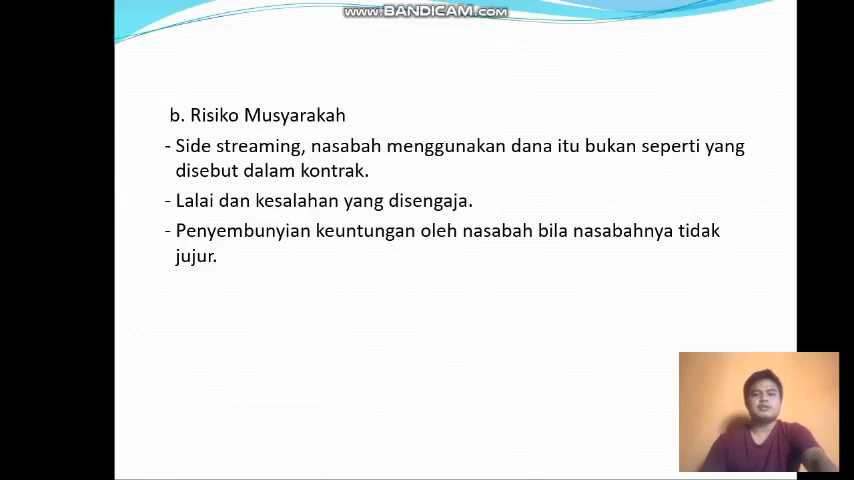 www.BANDICAM.com
b. Risiko Musyarakah
- Side streaming, nasabah menggunakan dana itu bukan seperti yang
disebut dalam kontrak.
- Lalai dan kesalahan yang disengaja.
- Penyembunyian keuntungan oleh nasabah bila nasabahnya tidak
jujur.